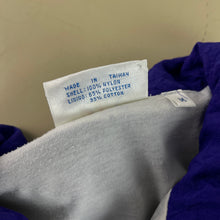 MADE IN TAIWAN
SHELL: 100% NYLON
LINING: 65% POLYESTER
35% COTTON